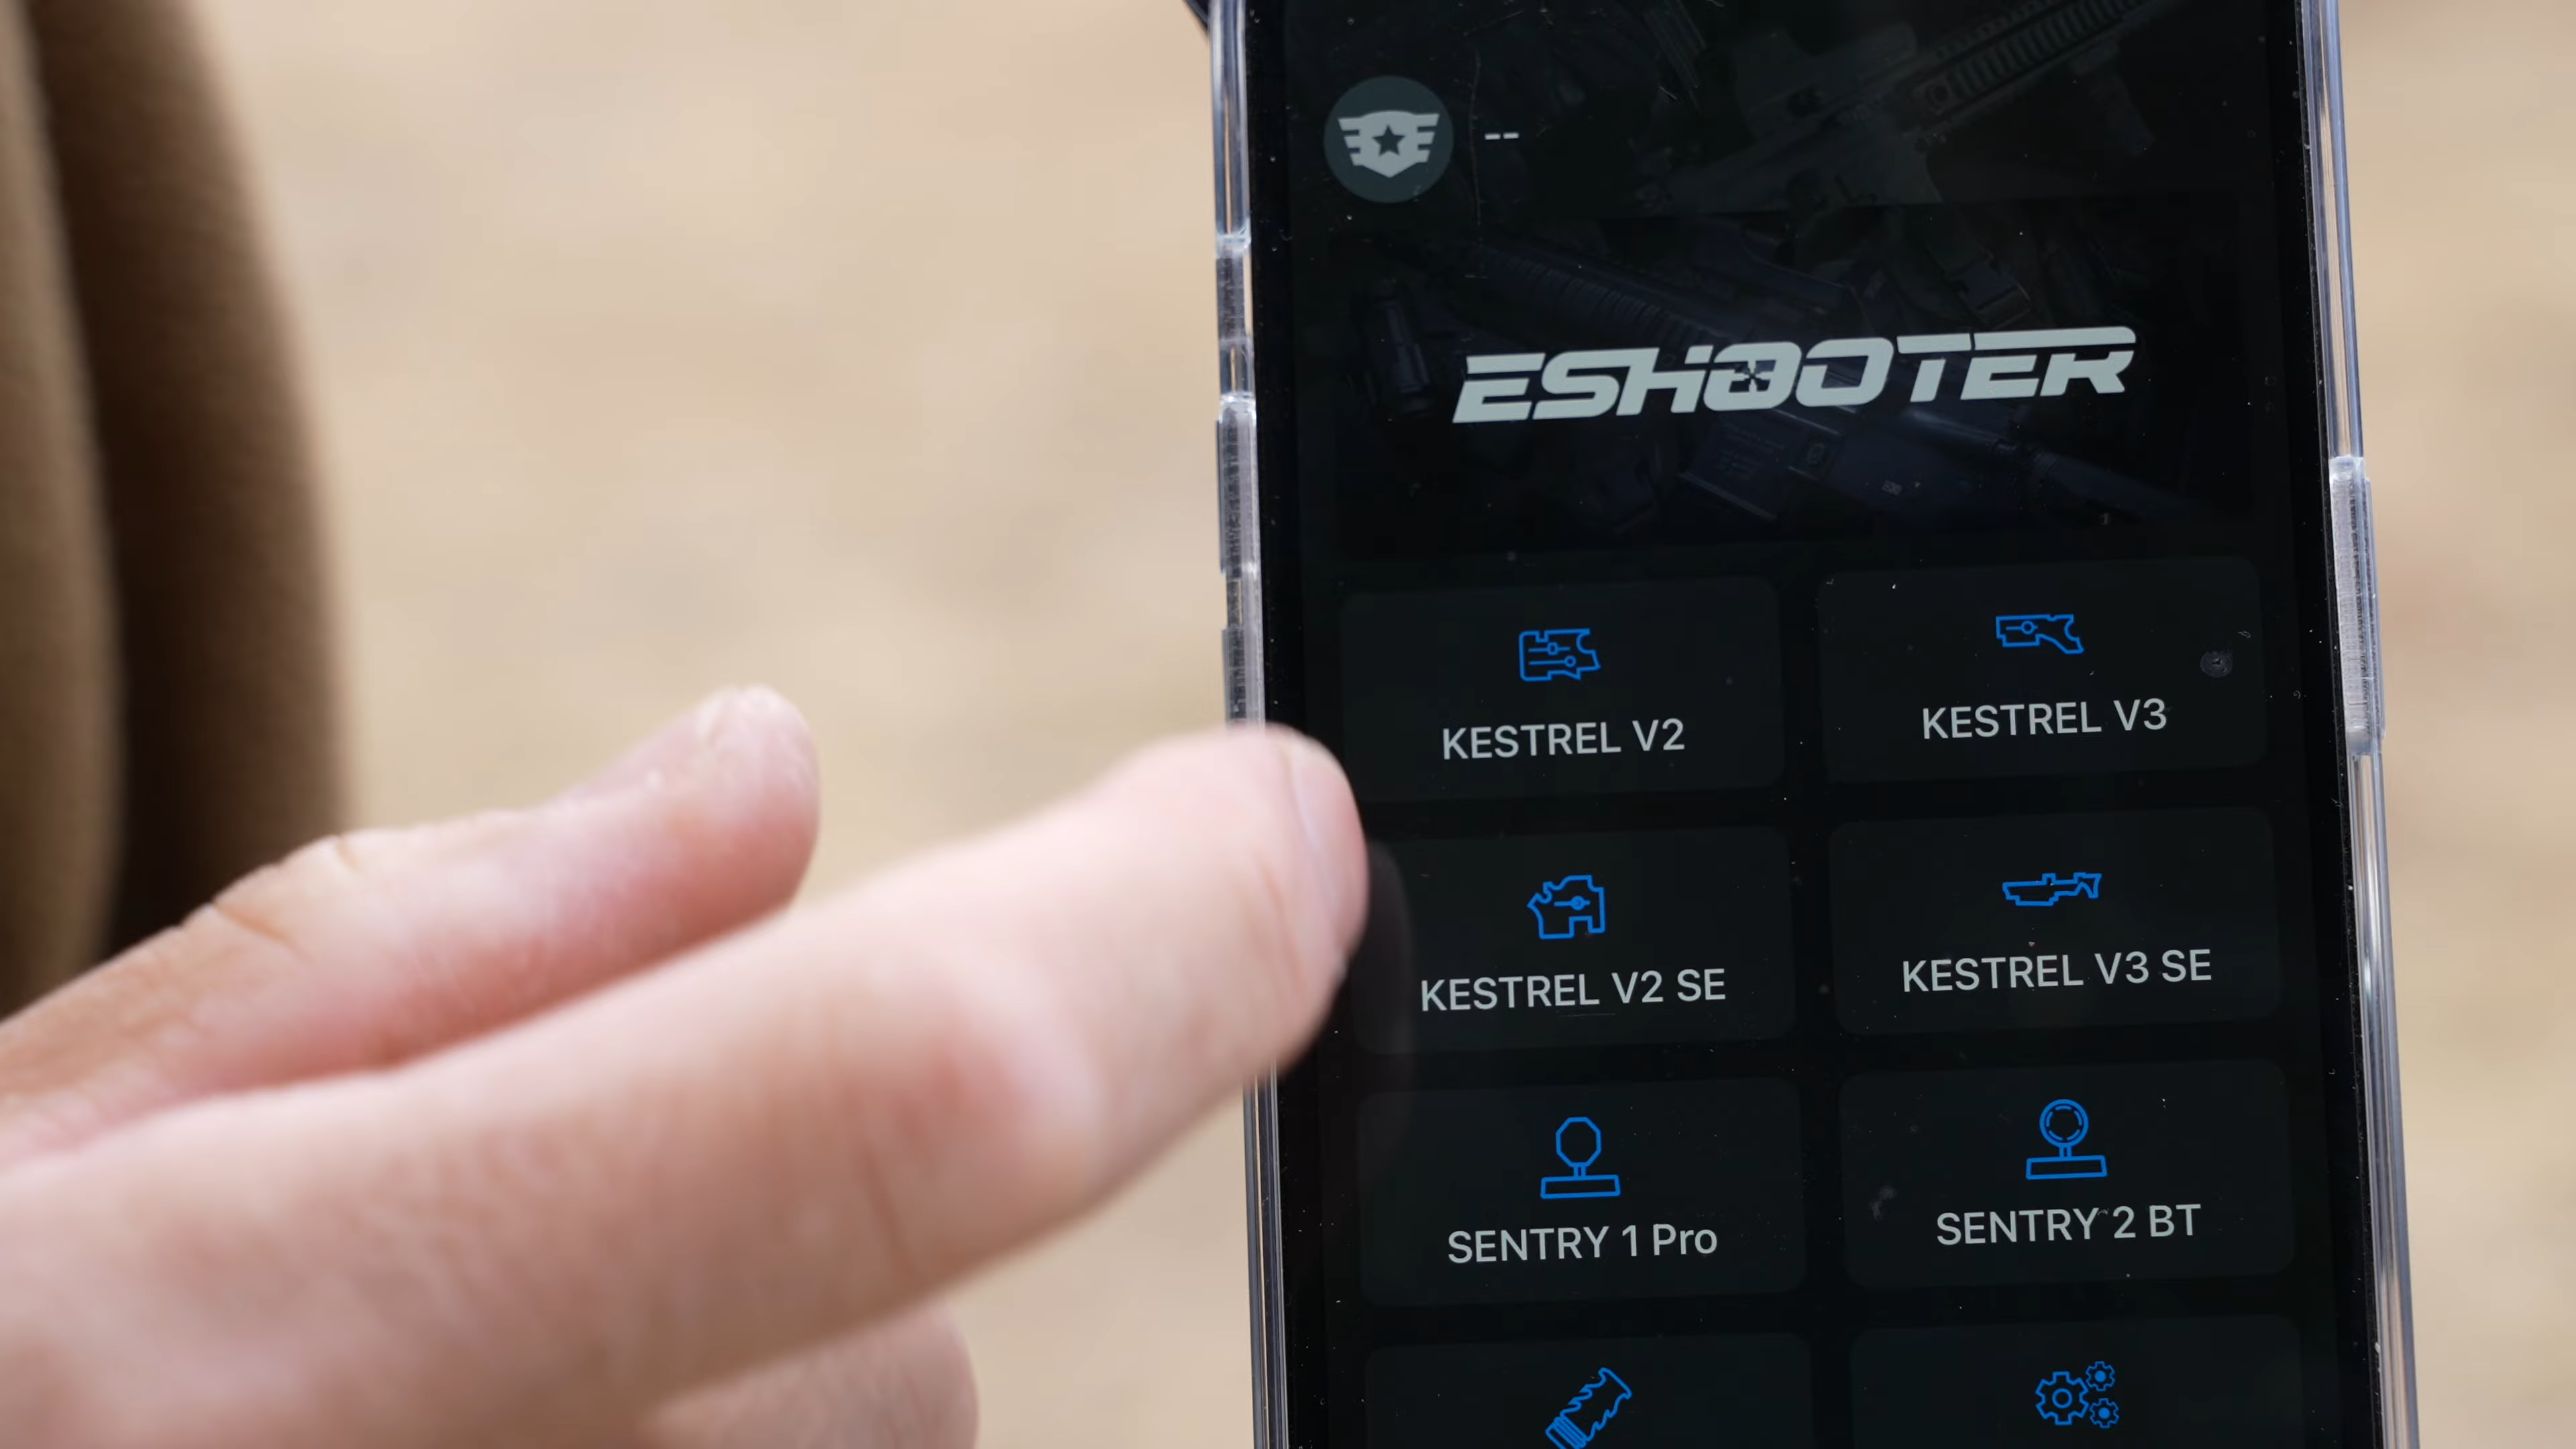 --
ESHOOTER
KESTREL V2
KESTREL V3
KESTREL V2 SE
KESTREL V3 SE
SENTRY 1 Pro
SENTRY 2 BT